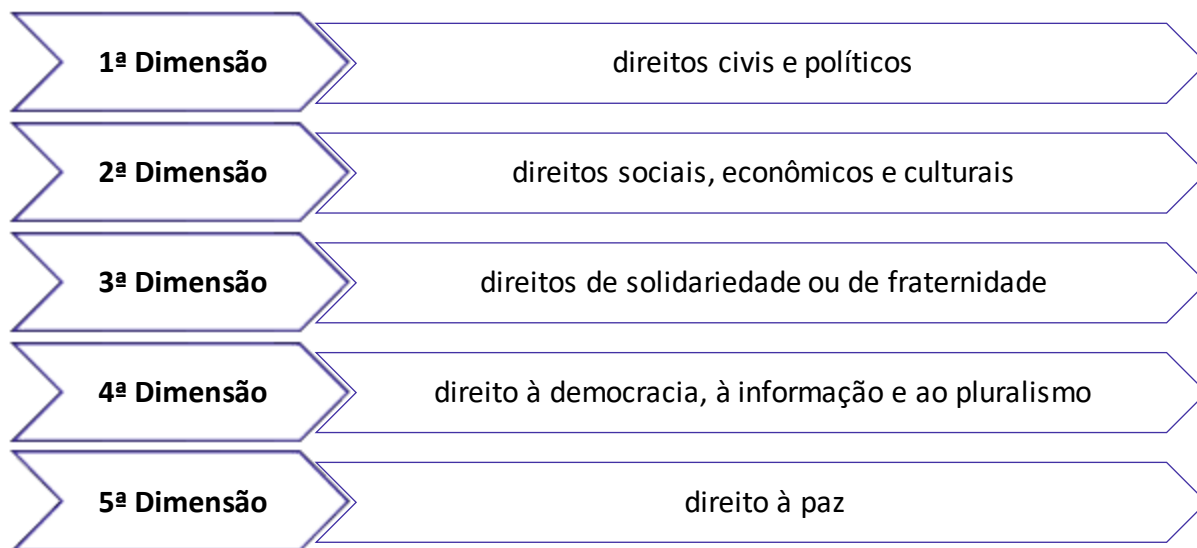 1ª Dimensão
direitos civis e políticos
2ª Dimensão
direitos sociais, econômicos e culturais
3ª Dimensão
direitos de solidariedade ou de fraternidade
4ª Dimensão
direito à democracia, à informação e ao pluralismo
5ª Dimensão
direito à paz